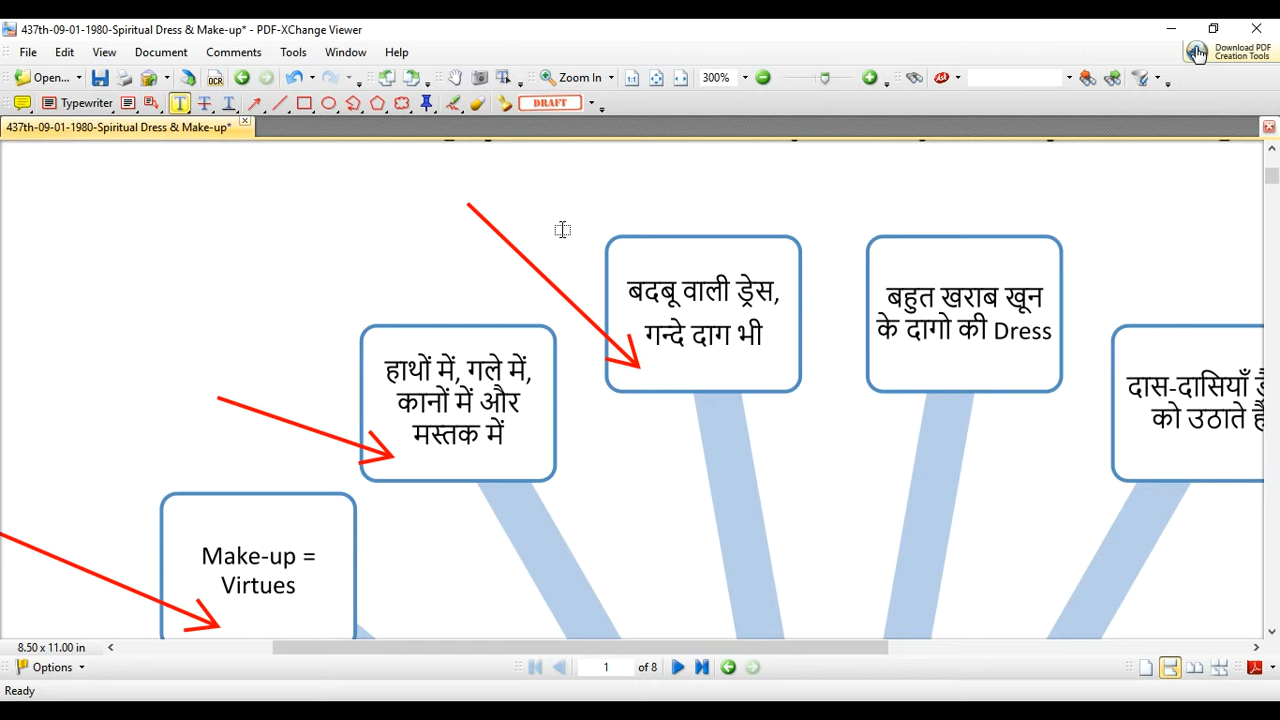 437th-09-01-1980-Spiritual Dress & Make-up* - PDF-XChange Viewer
File Edit View Document Comments Tools Window Help
Download PDF
Creation Tools
Open... OCR Zoom In 300%
Typewriter DRAFT
437th-09-01-1980-Spiritual Dress & Make-up*
बदबू वाली ड्रेस,
गन्दे दाग भी
बहुत खराब खून
के दागो की Dress
हाथों में, गले में,
कानों में और
मस्तक में
दास-दासियाँ
को उठाते
Make-up =
Virtues
8.50 x 11.00 in
Options 1 of 8
Ready